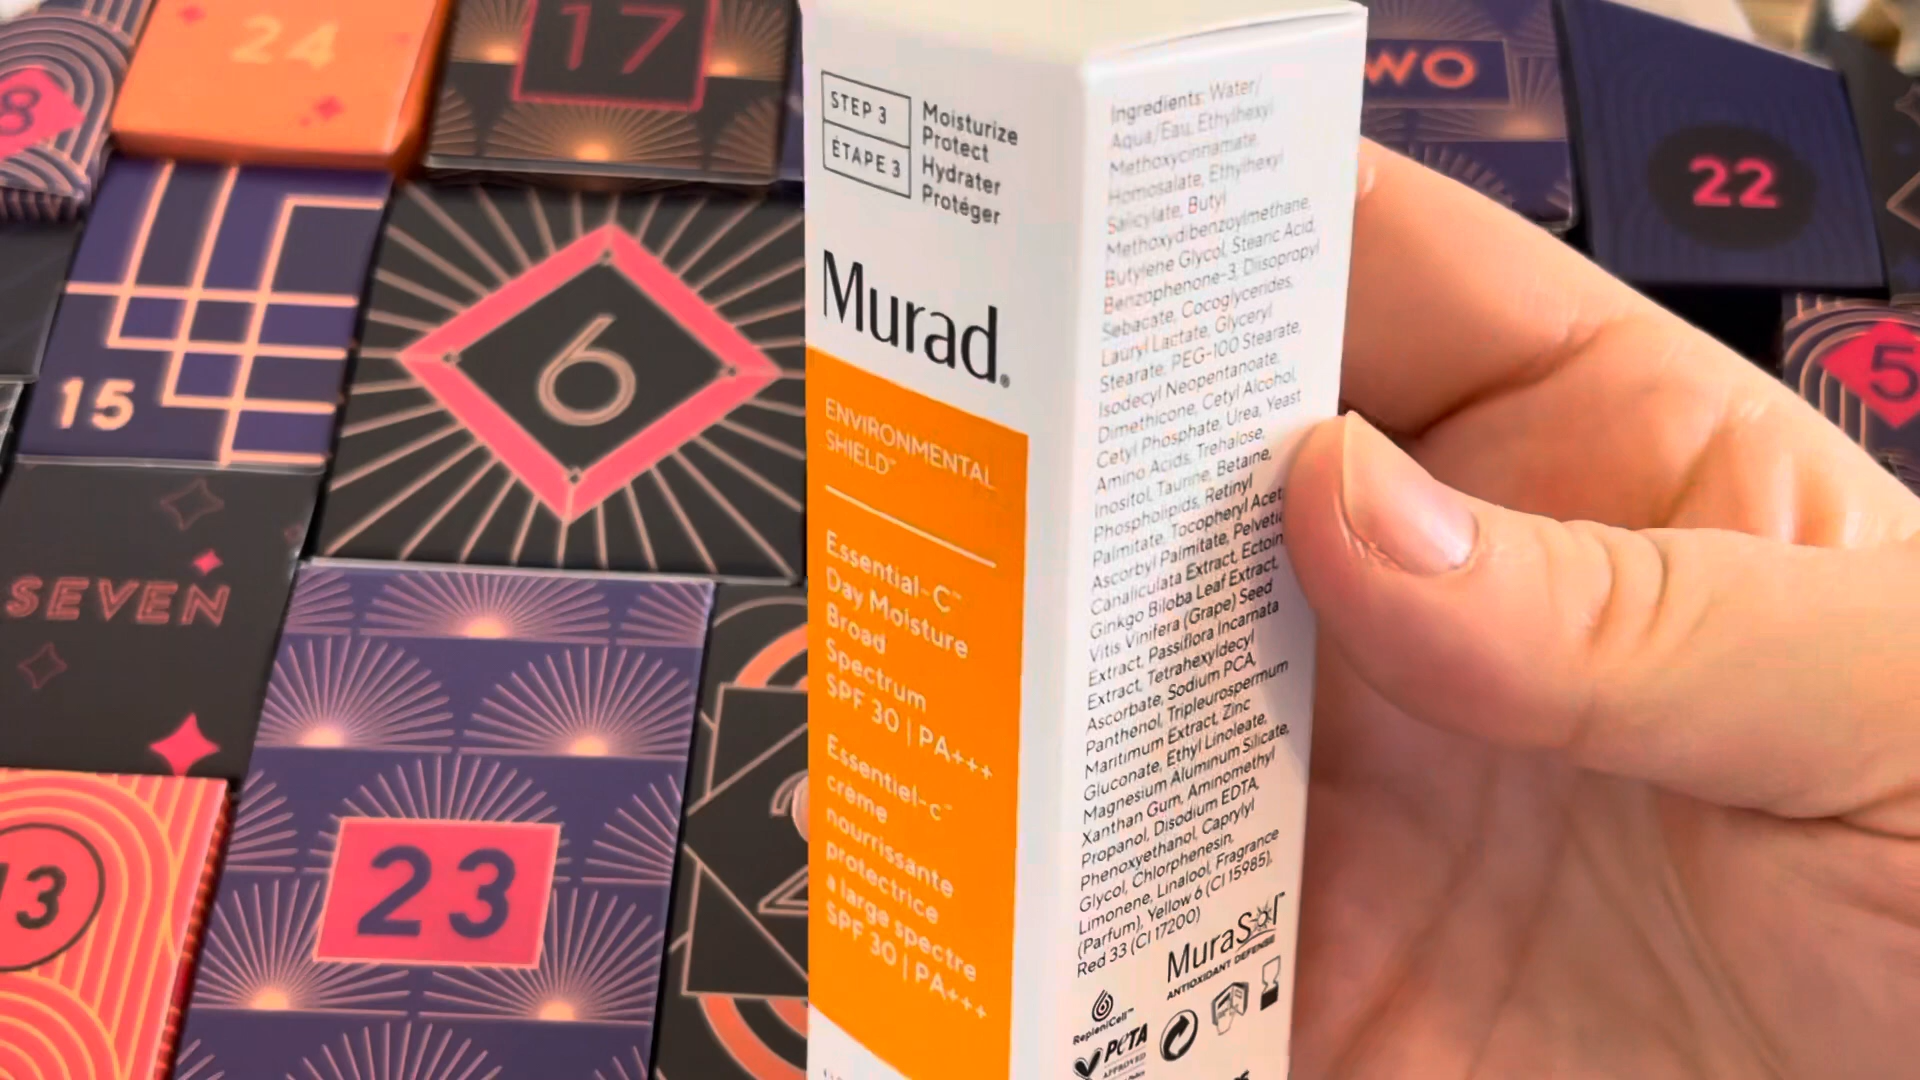 8
24
17
WO
22
5
15
6
SEVEN
13
23
2
STEP 3
ÉTAPE 3
Moisturize
Protect
Hydrater
Protéger
Murad®
ENVIRONMENTAL
SHIELD™
Essential-C™
Day Moisture
Broad
Spectrum
SPF 30 | PA+++
Essentiel-c™
crème
nourrissante
protectrice
à large spectre
SPF 30 | PA+++
Ingredients: Water/
Aqua/Eau, Ethylhexyl
Methoxycinnamate,
Homosalate, Ethylhexyl
Salicylate, Butyl
Methoxydibenzoylmethane,
Butylene Glycol, Stearic Acid,
Benzophenone-3, Diisopropyl
Sebacate, Cocoglycerides,
Lauryl Lactate, Glyceryl
Stearate, PEG-100 Stearate,
Isodecyl Neopentanoate,
Dimethicone, Cetyl Alcohol,
Cetyl Phosphate, Urea, Yeast
Amino Acids, Trehalose,
Inositol, Taurine, Betaine,
Phospholipids, Retinyl
Palmitate, Tocopheryl Acet
Ascorbyl Palmitate, Pelvetia
Canaliculata Extract, Ectoin
Ginkgo Biloba Leaf Extract,
Vitis Vinifera (Grape) Seed
Extract, Passiflora Incarnata
Extract, Tetrahexyldecyl
Ascorbate, Sodium PCA,
Panthenol, Tripleurospermum
Maritimum Extract, Zinc
Gluconate, Ethyl Linoleate,
Magnesium Aluminum Silicate,
Xanthan Gum, Aminomethyl
Propanol, Disodium EDTA,
Phenoxyethanol, Caprylyl
Glycol, Chlorphenesin,
Limonene, Linalool, Fragrance
(Parfum), Yellow 6 (CI 15985),
Red 33 (CI 17200)
MuraSol™
ANTIOXIDANT DEFENSE
RepleniCell™
PETA
APPROVED